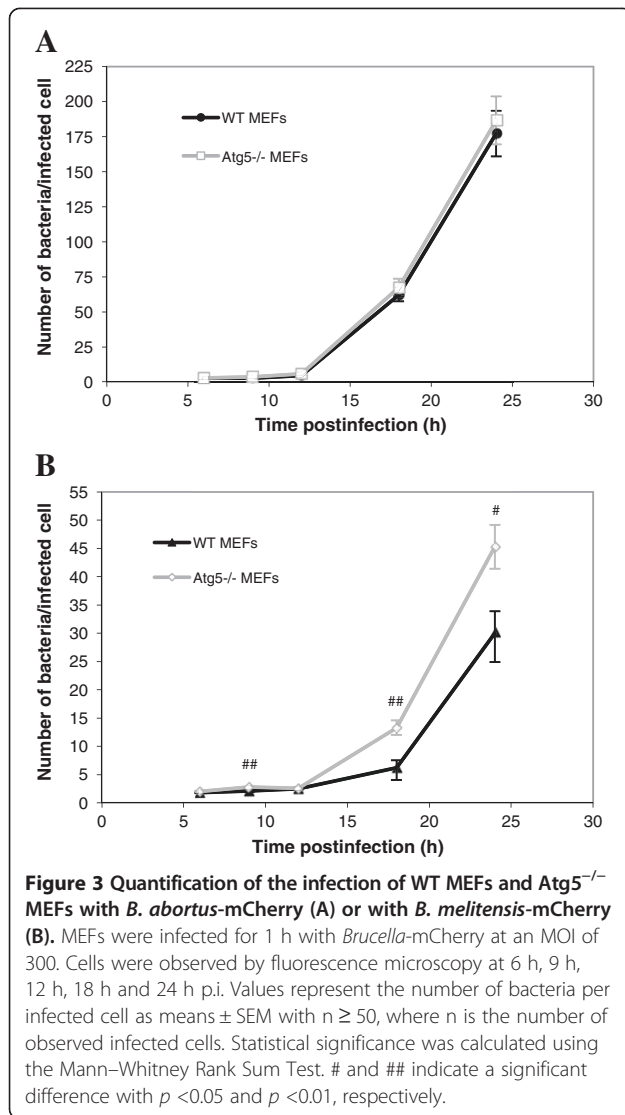 A
225
200
175
150
125
100
75
50
25
0
Number of bacteria/infected cell
WT MEFs
Atg5-/- MEFs
0 5 10 15 20 25 30
Time postinfection (h)
B
55
50
45
40
35
30
25
20
15
10
5
0
Number of bacteria/infected cell
WT MEFs
Atg5-/- MEFs
##
##
#
0 5 10 15 20 25 30
Time postinfection (h)
Figure 3 Quantification of the infection of WT MEFs and Atg5−/−
MEFs with B. abortus-mCherry (A) or with B. melitensis-mCherry
(B). MEFs were infected for 1 h with Brucella-mCherry at an MOI of
300. Cells were observed by fluorescence microscopy at 6 h, 9 h,
12 h, 18 h and 24 h p.i. Values represent the number of bacteria per
infected cell as means ± SEM with n ≥ 50, where n is the number of
observed infected cells. Statistical significance was calculated using
the Mann–Whitney Rank Sum Test. # and ## indicate a significant
difference with p <0.05 and p <0.01, respectively.